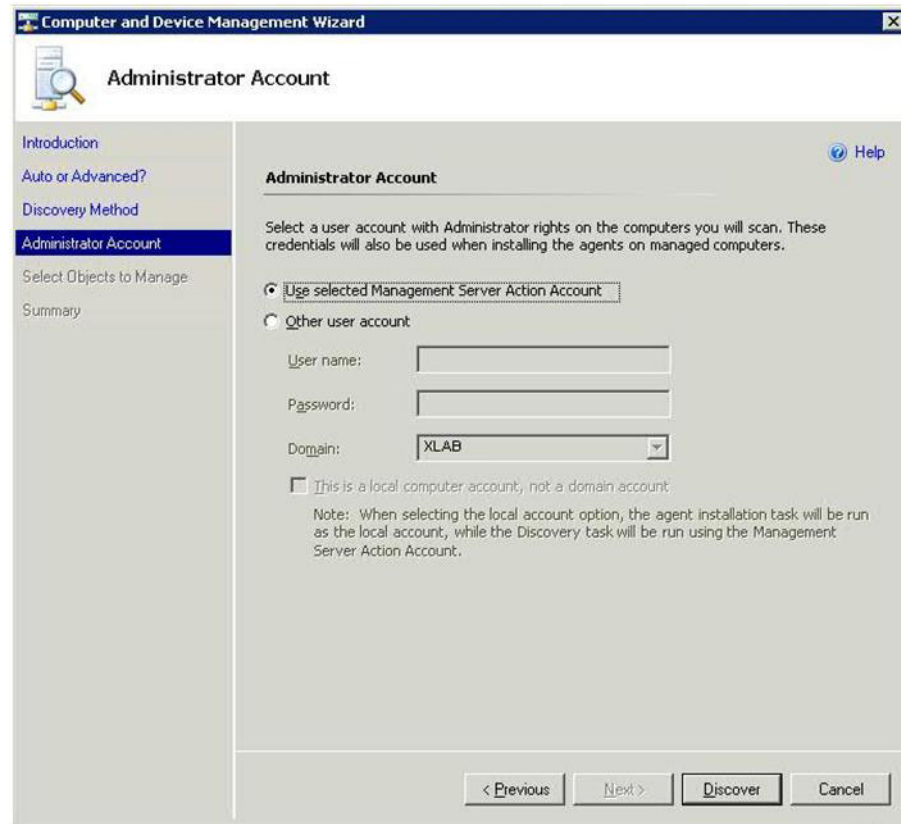 Computer and Device Management Wizard
Administrator Account
Introduction
Auto or Advanced?
Discovery Method
Administrator Account
Select Objects to Manage
Summary
Help
Administrator Account
Select a user account with Administrator rights on the computers you will scan. These
credentials will also be used when installing the agents on managed computers.
Use selected Management Server Action Account
Other user account
User name:
Password:
Domain:
XLAB
This is a local computer account, not a domain account
Note: When selecting the local account option, the agent installation task will be run
as the local account, while the Discovery task will be run using the Management
Server Action Account.
< Previous
Next >
Discover
Cancel